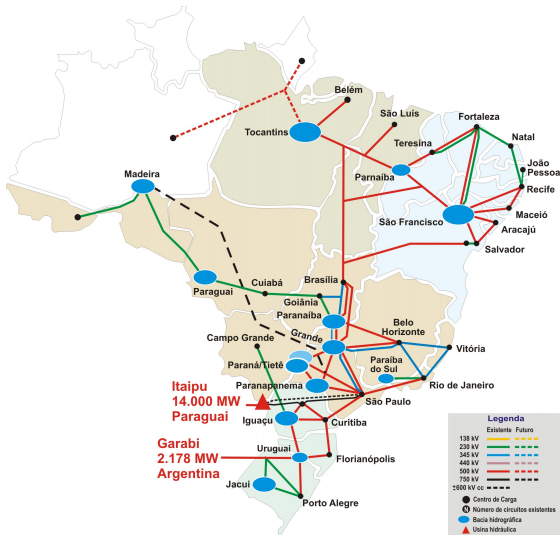 Belém
São Luís
Fortaleza
Tocantins
Teresina
Natal
João
Pessoa
Parnaíba
Madeira
Recife
São Francisco
Maceió
Aracajú
Salvador
Brasília
Cuiabá
Paraguai
Goiânia
Paranaíba
Belo
Horizonte
Campo Grande
Grande
Vitória
Paraná/Tietê
Paraíba
do Sul
Itaipu
14.000 MW
Paraguai
Paranapanema
Rio de Janeiro
São Paulo
Iguaçu
Curitiba
Garabi
2.178 MW
Argentina
Uruguai
Florianópolis
Jacui
Porto Alegre
Legenda
Existente Futuro
138 kV
230 kV
345 kV
440 kV
500 kV
750 kV
±600 kV cc
Centro de Carga
N Número de circuitos existentes
Bacia hidrográfica
Usina hidráulica